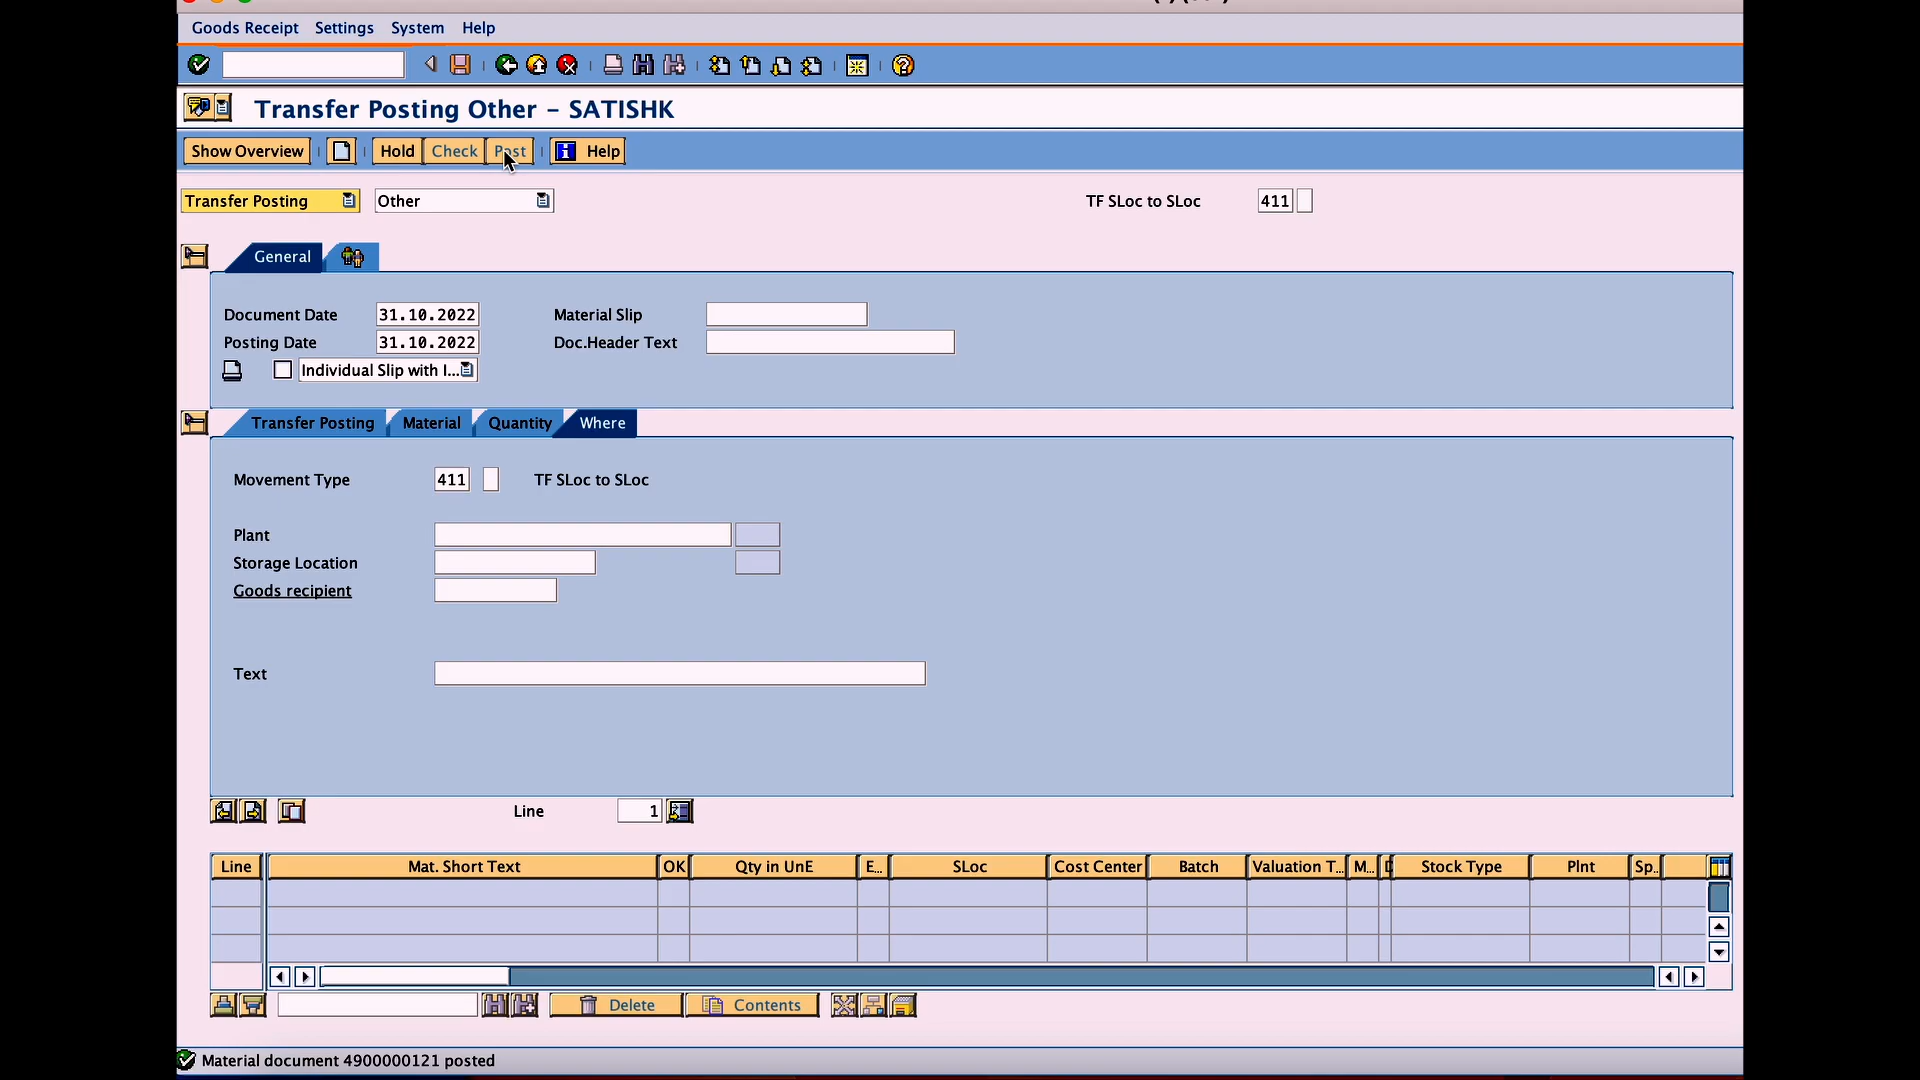 Goods Receipt Settings System Help
Transfer Posting Other - SATISHK
Show Overview Hold Check Post Help
Transfer Posting Other TF SLoc to SLoc 411
General
Document Date 31.10.2022 Material Slip
Posting Date 31.10.2022 Doc.Header Text
Individual Slip with I...
Transfer Posting Material Quantity Where
Movement Type 411 TF SLoc to SLoc
Plant
Storage Location
Goods recipient
Text
Line 1
Line Mat. Short Text OK Qty in UnE E... SLoc Cost Center Batch Valuation T... M... Stock Type Plnt Sp..
Delete Contents
Material document 4900000121 posted